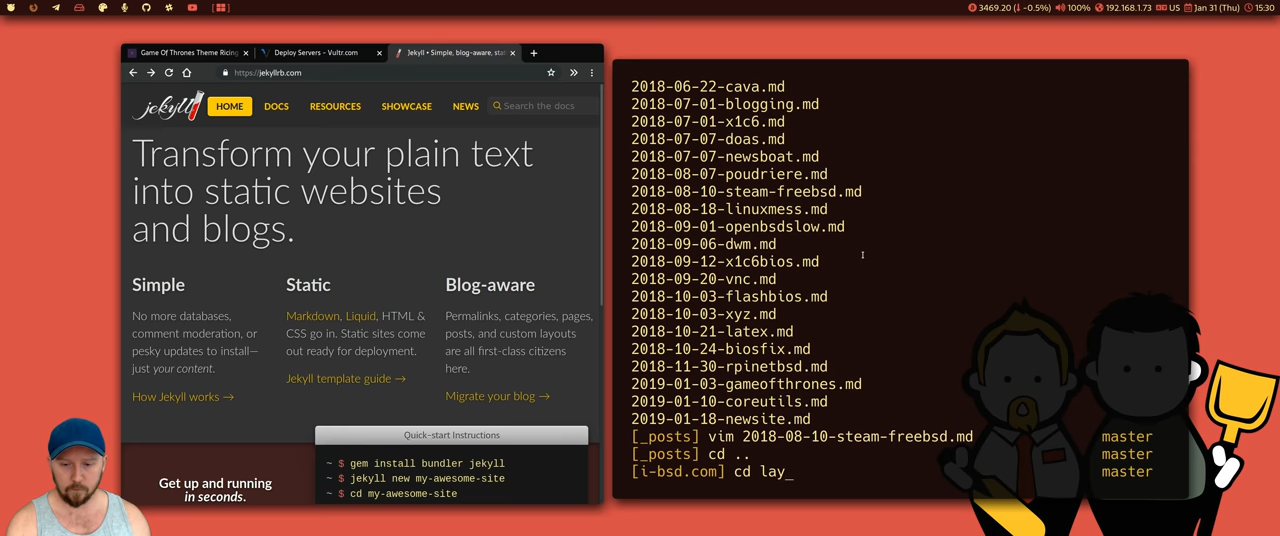 3469.20 (↓ -0.5%) 100% 192.168.1.73 US Jan 31 (Thu) 15:30
Game Of Thrones Theme Ricing
Deploy Servers - Vultr.com
Jekyll • Simple, blog-aware, stat
https://jekyllrb.com
jekyll
HOME DOCS RESOURCES SHOWCASE NEWS Search the docs
Transform your plain text
into static websites
and blogs.
Simple
No more databases,
comment moderation, or
pesky updates to install—
just your content.
How Jekyll works →
Static
Markdown, Liquid, HTML &
CSS go in. Static sites come
out ready for deployment.
Jekyll template guide →
Blog-aware
Permalinks, categories, pages,
posts, and custom layouts
are all first-class citizens
here.
Migrate your blog →
Get up and running
in seconds.
Quick-start Instructions
~ $ gem install bundler jekyll
~ $ jekyll new my-awesome-site
~ $ cd my-awesome-site
2018-06-22-cava.md
2018-07-01-blogging.md
2018-07-01-x1c6.md
2018-07-07-doas.md
2018-07-07-newsboat.md
2018-08-07-poudriere.md
2018-08-10-steam-freebsd.md
2018-08-18-linuxmess.md
2018-09-01-openbsdslow.md
2018-09-06-dwm.md
2018-09-12-x1c6bios.md
2018-09-20-vnc.md
2018-10-03-flashbios.md
2018-10-03-xyz.md
2018-10-21-latex.md
2018-10-24-biosfix.md
2018-11-30-rpinetbsd.md
2019-01-03-gameofthrones.md
2019-01-10-coreutils.md
2019-01-18-newsite.md
[_posts] vim 2018-08-10-steam-freebsd.md master
[_posts] cd .. master
[i-bsd.com] cd lay_ master